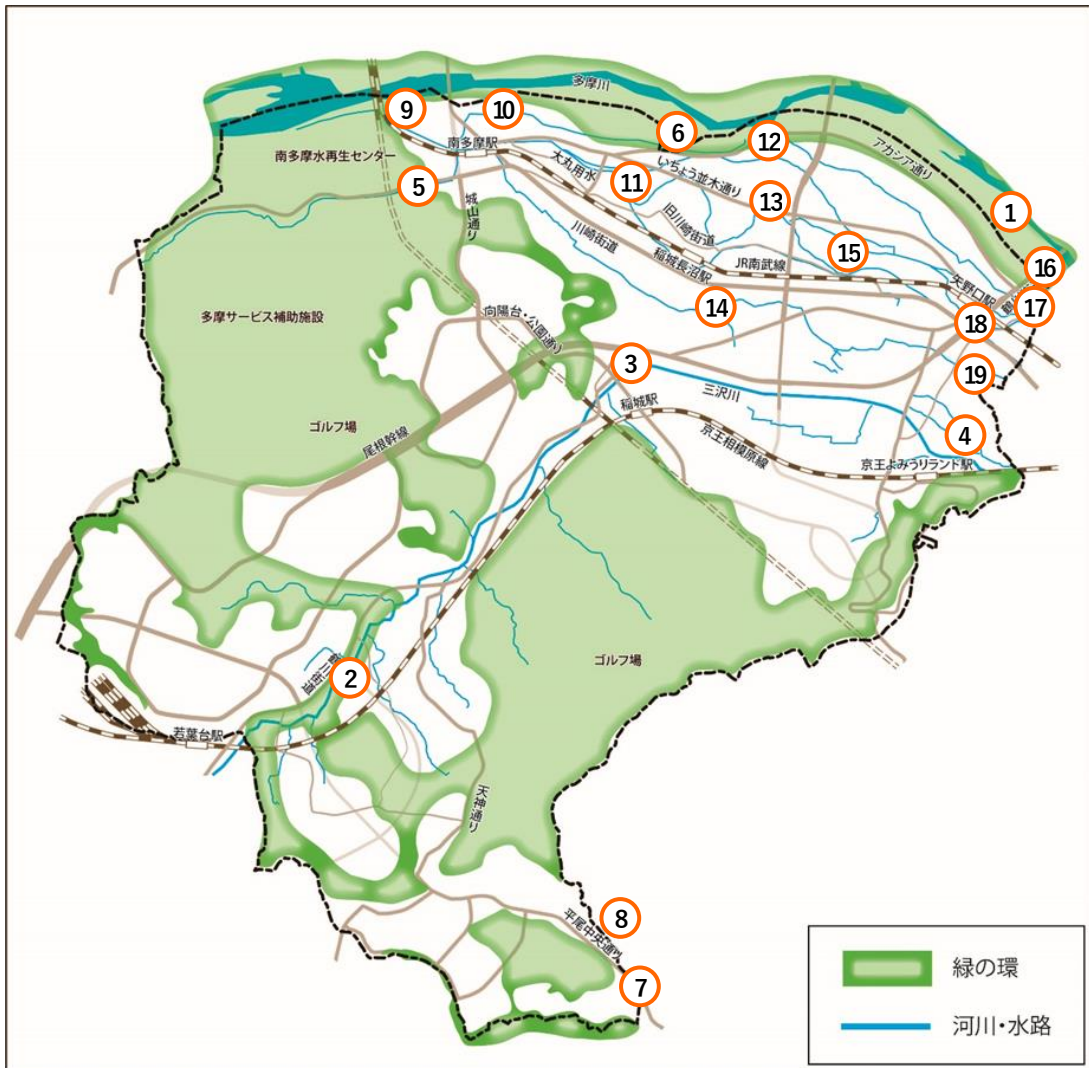 多摩川
⑨
⑩
⑥
⑫
南多摩駅
アカシア通り
南多摩水再生センター
大丸用水
いちょう並木通り
⑤
⑪
⑬
城山通り
①
旧川崎街道
川崎街道
稲城長沼駅
JR南武線
⑮
⑯
矢野口駅
⑰
多摩サービス補助施設
向陽台・公園通り
⑭
⑱
③
⑲
三沢川
稲城駅
ゴルフ場
尾根幹線
京王相模原線
④
京王よみうりランド駅
ゴルフ場
②
鶴川街道
若葉台駅
天神通り
⑧
平尾中央通り
⑦
緑の環
河川・水路